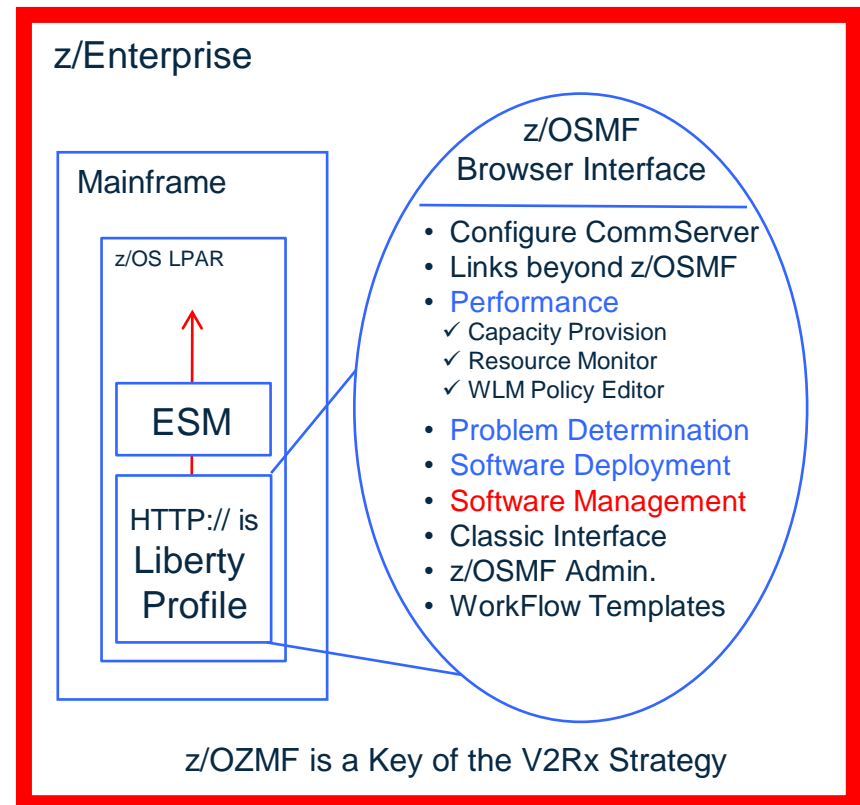 z/Enterprise
Mainframe
z/OS LPAR
ESM
HTTP:// is
Liberty
Profile
z/OSMF
Browser Interface
• Configure CommServer
• Links beyond z/OSMF
• Performance
✓ Capacity Provision
✓ Resource Monitor
✓ WLM Policy Editor
• Problem Determination
• Software Deployment
• Software Management
• Classic Interface
• z/OSMF Admin.
• WorkFlow Templates
z/OZMF is a Key of the V2Rx Strategy